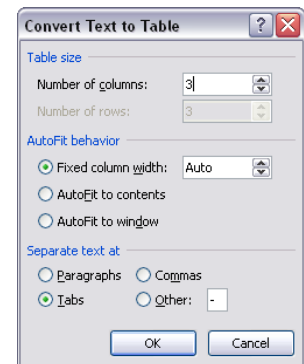 Convert Text to Table
Table size
Number of columns: 3
Number of rows: 3
AutoFit behavior
Fixed column width: Auto
AutoFit to contents
AutoFit to window
Separate text at
Paragraphs Commas
Tabs Other: -
OK Cancel